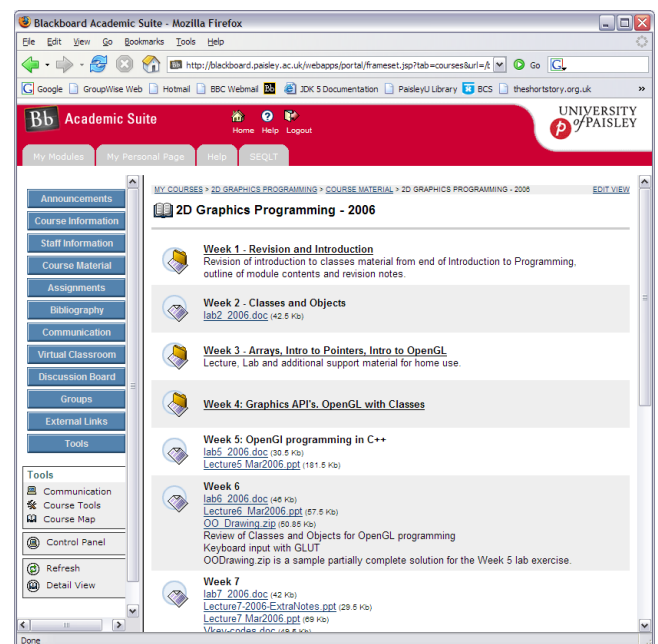 Blackboard Academic Suite - Mozilla Firefox
File Edit View Go Bookmarks Tools Help
http://blackboard.paisley.ac.uk/webapps/portal/frameset.jsp?tab=courses&url=/t Go
Google GroupWise Web Hotmail BBC Webmail Bb JDK 5 Documentation PaisleyU Library BCS theshortstory.org.uk »
Bb Academic Suite
Home Help Logout
UNIVERSITY
of PAISLEY
My Modules My Personal Page Help SEQLT
Announcements
Course Information
Staff Information
Course Material
Assignments
Bibliography
Communication
Virtual Classroom
Discussion Board
Groups
External Links
Tools
Tools
Communication
Course Tools
Course Map
Control Panel
Refresh
Detail View
MY COURSES > 2D GRAPHICS PROGRAMMING > COURSE MATERIAL > 2D GRAPHICS PROGRAMMING - 2006 EDIT VIEW
2D Graphics Programming - 2006
Week 1 - Revision and Introduction
Revision of introduction to classes material from end of Introduction to Programming,
outline of module contents and revision notes.
Week 2 - Classes and Objects
lab2_2006.doc (42.5 Kb)
Week 3 - Arrays, Intro to Pointers, Intro to OpenGL
Lecture, Lab and additional support material for home use.
Week 4: Graphics API's. OpenGL with Classes
Week 5: OpenGl programming in C++
lab5_2006.doc (30.5 Kb)
Lecture5_Mar2006.ppt (181.5 Kb)
Week 6
lab6_2006.doc (46 Kb)
Lecture6_Mar2006.ppt (57.5 Kb)
OO_Drawing.zip (60.85 Kb)
Review of Classes and Objects for OpenGL programming
Keyboard input with GLUT
OODrawing.zip is a sample partially complete solution for the Week 5 lab exercise.
Week 7
lab7_2006.doc (42 Kb)
Lecture7-2006-ExtraNotes.ppt (29.5 Kb)
Lecture7_Mar2006.ppt (69 Kb)
Vkey-codes.doc (49.5 Kb)
Done